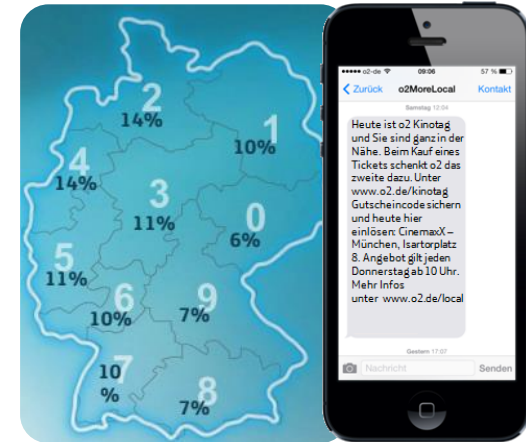 2
14%
1
10%
4
14%
3
11%
0
6%
5
11%
6
10%
9
7%
7
10
%
8
7%
o2-de
09:06
57 %
Zurück
o2MoreLocal
Kontakt
Samstag 12:04
Heute ist o2 Kinotag
und Sie sind ganz in der
Nähe. Beim Kauf eines
Tickets schenkt o2 das
zweite dazu. Unter
www.o2.de/kinotag
Gutscheincode sichern
und heute hier
einlösen: CinemaxX –
München, Isartorplatz
8. Angebot gilt jeden
Donnerstag ab 10 Uhr.
Mehr Infos
unter www.o2.de/local
Gestern 17:07
Nachricht
Senden